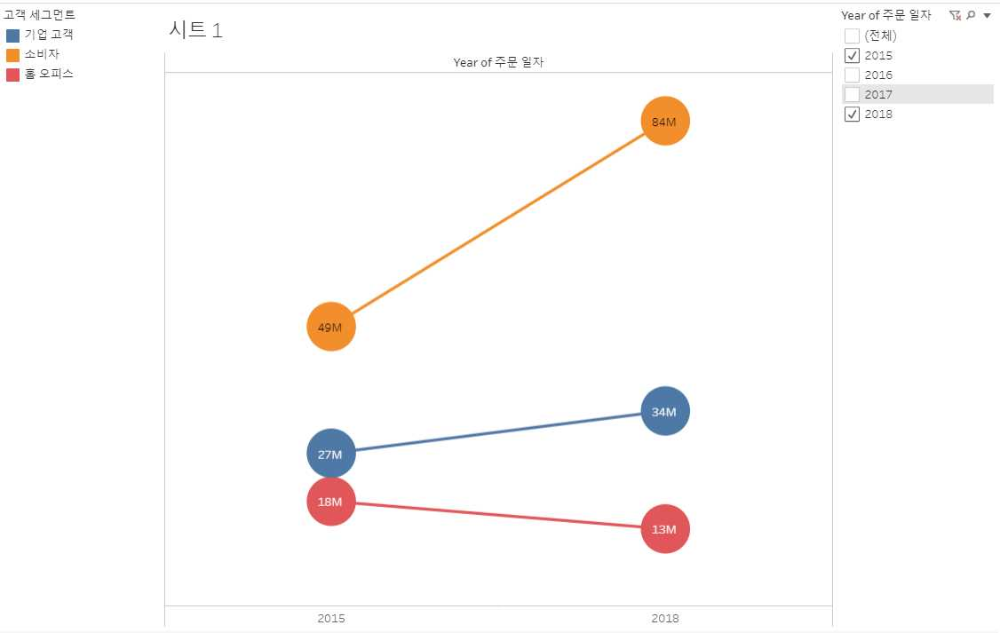 고객 세그먼트
기업 고객
소비자
홈 오피스
시트 1
Year of 주문 일자
84M
49M
34M
27M
18M
13M
2015
2018
Year of 주문 일자
(전체)
2015
2016
2017
2018